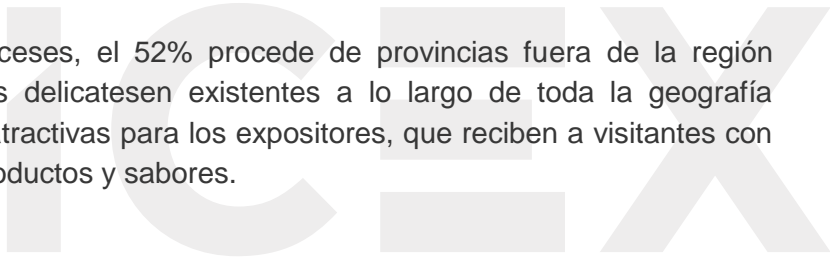 ceses, el 52% procede de provincias fuera de la región
s delicatesen existentes a lo largo de toda la geografía
atractivas para los expositores, que reciben a visitantes con
oductos y sabores.
ICEX